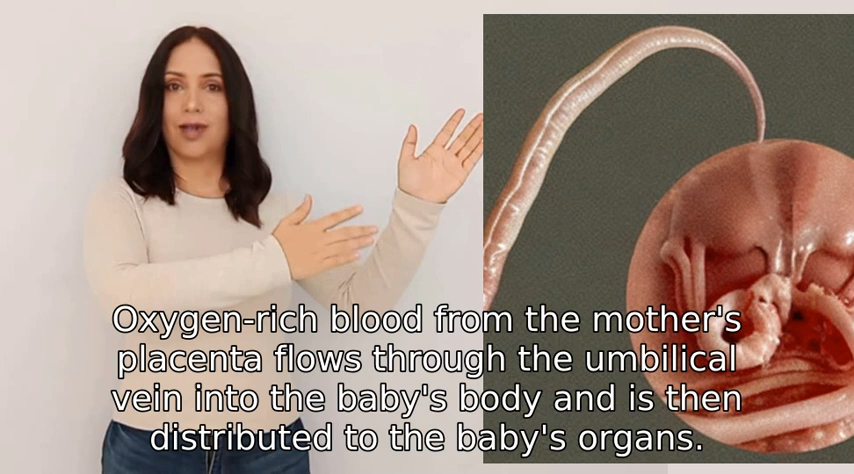 Oxygen-rich blood from the mother's
placenta flows through the umbilical
vein into the baby's body and is then
distributed to the baby's organs.